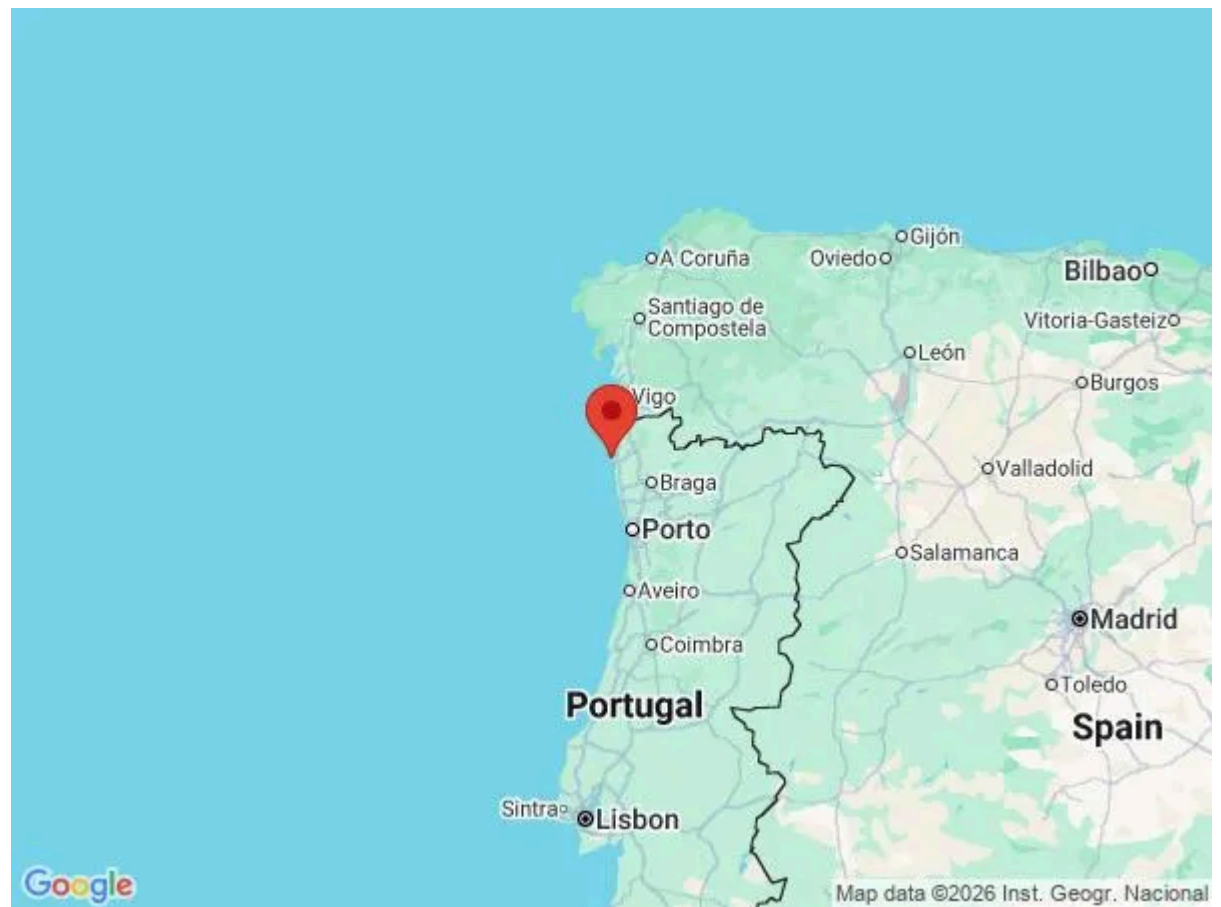 Gijón
A Coruña
Oviedo
Bilbao
Santiago de
Compostela
Vitoria-Gasteiz
León
Burgos
Vigo
Valladolid
Braga
Porto
Salamanca
Aveiro
Madrid
Coimbra
Toledo
Portugal
Spain
Sintra
Lisbon
Google
Map data ©2026 Inst. Geogr. Nacional